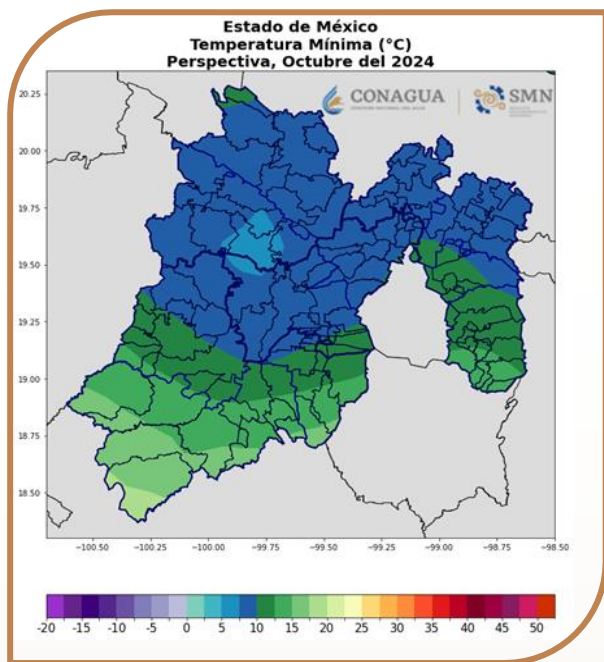 Estado de México
Temperatura Mínima (°C)
Perspectiva, Octubre del 2024
CONAGUA
SMN
20.25
20.00
19.75
19.50
19.25
19.00
18.75
18.50
−100.50 −100.25 −100.00 −99.75 −99.50 −99.25 −99.00 −98.75 −98.50
-20 -15 -10 -5 0 5 10 15 20 25 30 35 40 45 50